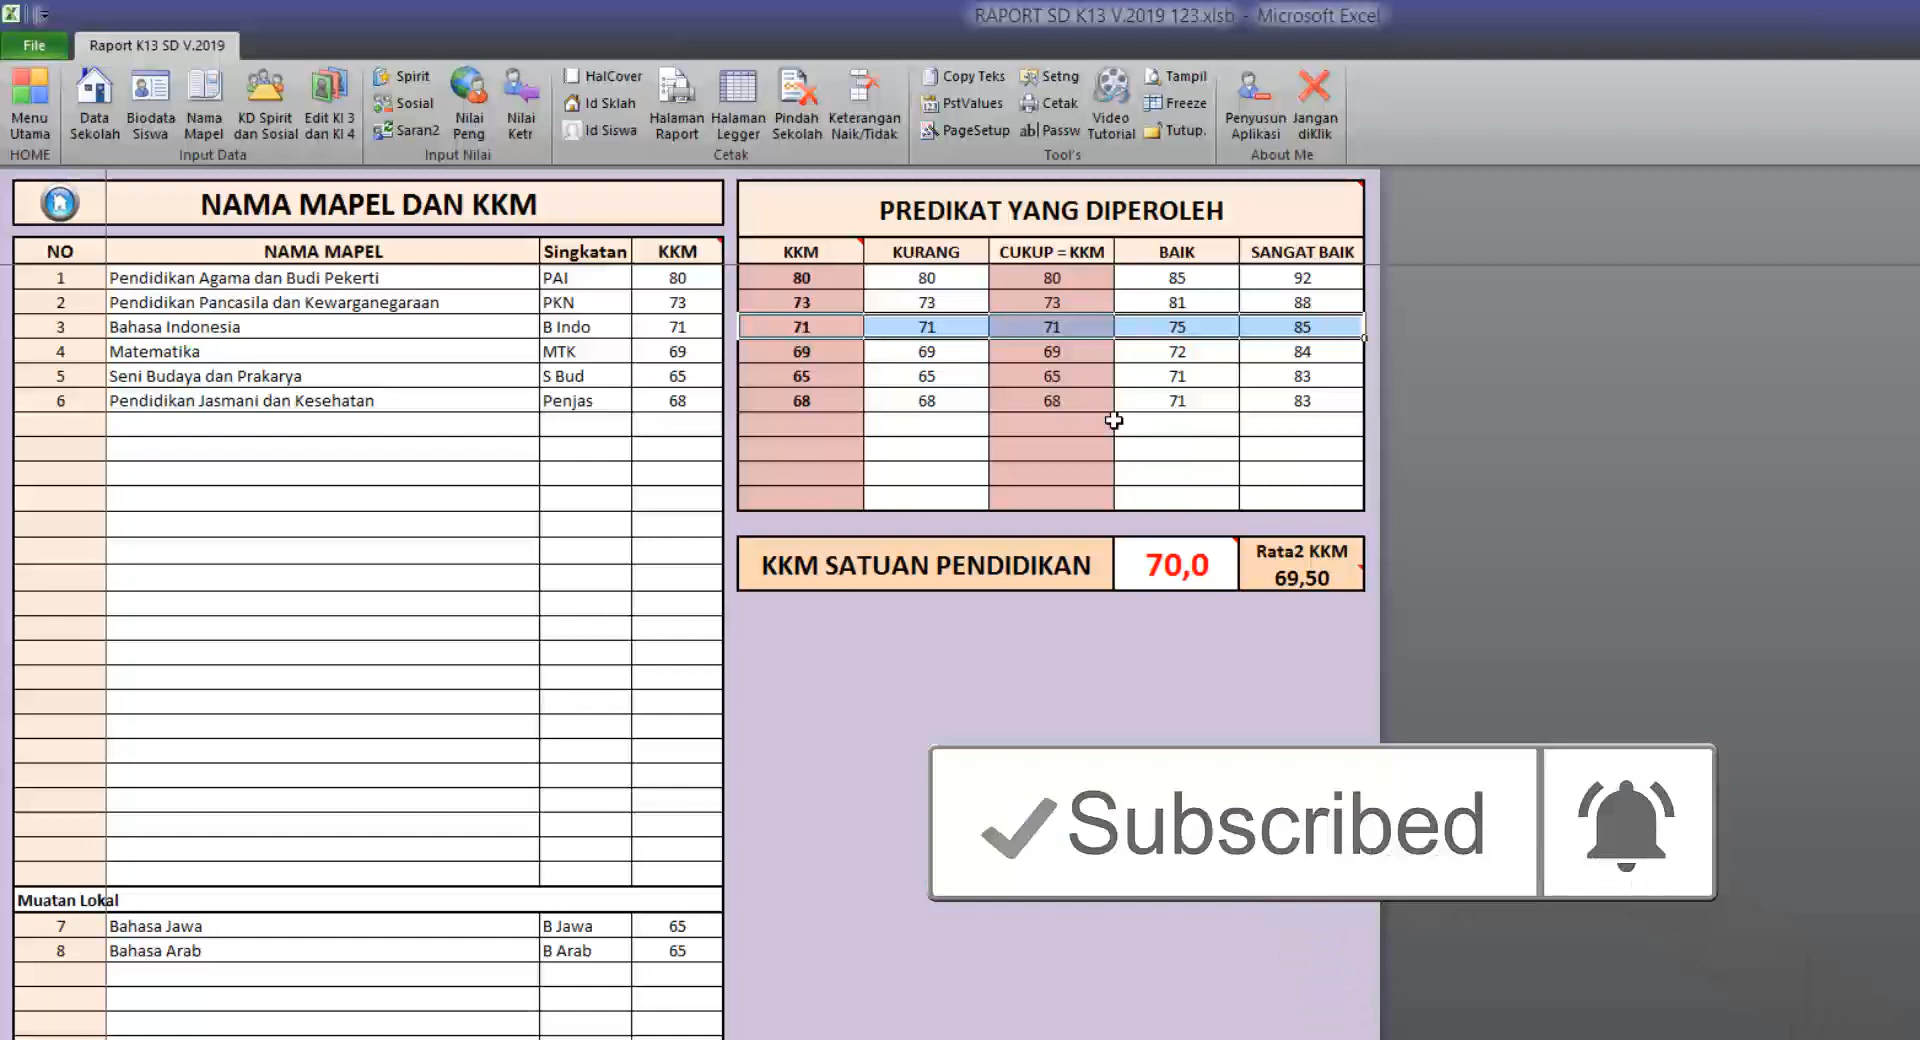 RAPORT SD K13 V.2019 123.xlsb - Microsoft Excel
File
Raport K13 SD V.2019
Menu Utama
HOME
Data Sekolah
Biodata Siswa
Nama Mapel
KD Spirit dan Sosial
Edit KI 3 dan KI 4
Input Data
Spirit
Sosial
Saran2
Nilai Peng
Nilai Ketr
Input Nilai
HalCover
Id Sklah
Id Siswa
Halaman Raport
Halaman Legger
Pindah Sekolah
Keterangan Naik/Tidak
Cetak
Copy Teks
PstValues
PageSetup
Setng
Cetak
Passw
Video Tutorial
Tampil
Freeze
Tutup.
Tool's
Penyusun Aplikasi
Jangan diKlik
About Me
NAMA MAPEL DAN KKM
NO NAMA MAPEL Singkatan KKM
1 Pendidikan Agama dan Budi Pekerti PAI 80
2 Pendidikan Pancasila dan Kewarganegaraan PKN 73
3 Bahasa Indonesia B Indo 71
4 Matematika MTK 69
5 Seni Budaya dan Prakarya S Bud 65
6 Pendidikan Jasmani dan Kesehatan Penjas 68
Muatan Lokal
7 Bahasa Jawa B Jawa 65
8 Bahasa Arab B Arab 65
PREDIKAT YANG DIPEROLEH
KKM KURANG CUKUP = KKM BAIK SANGAT BAIK
80 80 80 85 92
73 73 73 81 88
71 71 71 75 85
69 69 69 72 84
65 65 65 71 83
68 68 68 71 83
KKM SATUAN PENDIDIKAN 70,0
Rata2 KKM
69,50
Subscribed